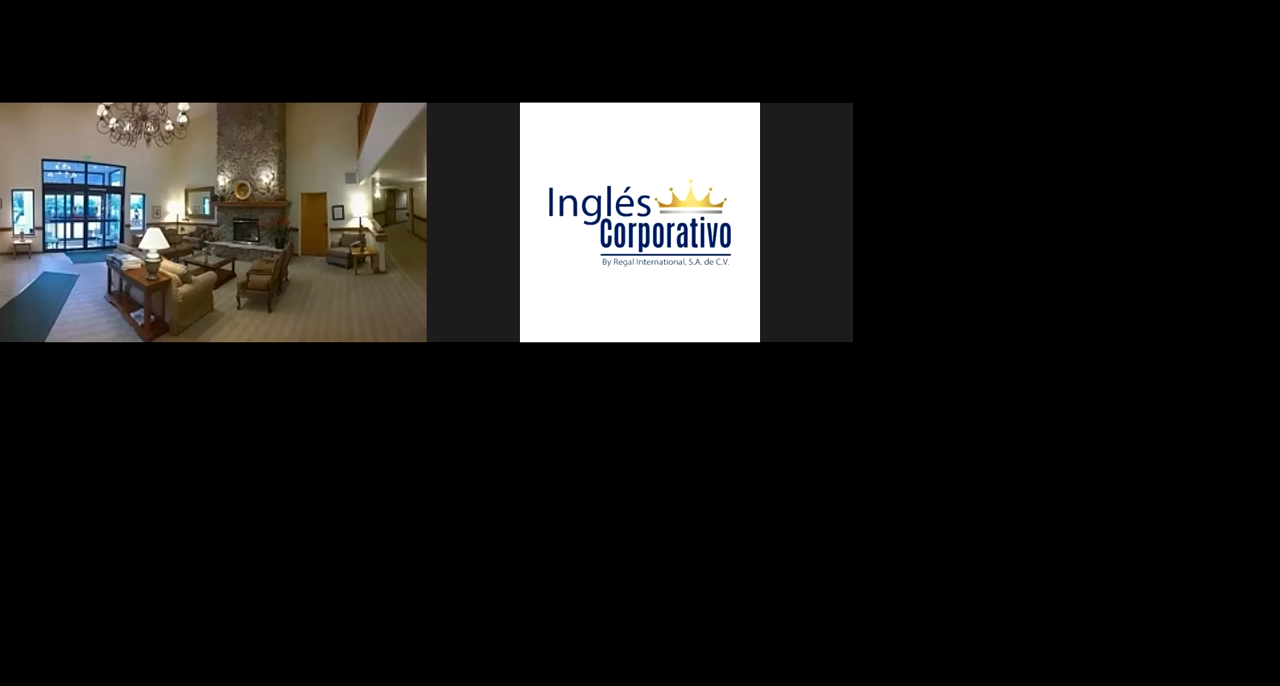 Inglés
Corporativo
By Regal International, S.A. de C.V.